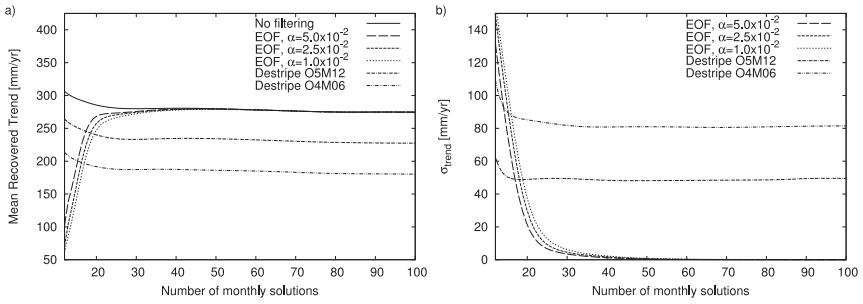 a)
Mean Recovered Trend [mm/yr]
400
350
300
250
200
150
100
50
No filtering
EOF, α=5.0x10⁻²
EOF, α=2.5x10⁻²
EOF, α=1.0x10⁻²
Destripe O5M12
Destripe O4M06
20 30 40 50 60 70 80 90 100
Number of monthly solutions
b)
σtrend [mm/yr]
140
120
100
80
60
40
20
0
EOF, α=5.0x10⁻²
EOF, α=2.5x10⁻²
EOF, α=1.0x10⁻²
Destripe O5M12
Destripe O4M06
20 30 40 50 60 70 80 90 100
Number of monthly solutions